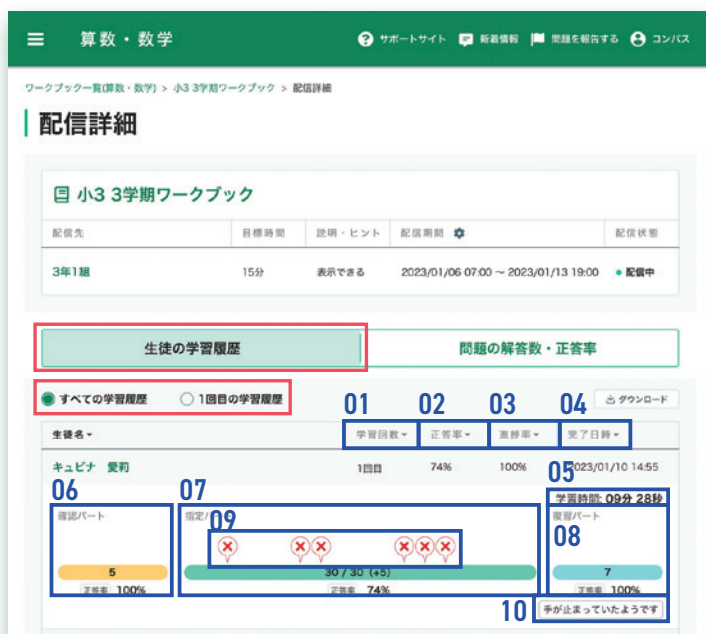 算数・数学
サポートサイト 新着情報 問題を報告する コンパス
ワークブック一覧(算数・数学) > 小3 3学期ワークブック > 配信詳細
配信詳細
小3 3学期ワークブック
配信先 目標時間 説明・ヒント 配信期間 配信状態
3年1組 15分 表示できる 2023/01/06 07:00 ～ 2023/01/13 19:00 配信中
生徒の学習履歴 問題の解答数・正答率
すべての学習履歴 1回目の学習履歴 ダウンロード
01 02 03 04
生徒名 学習回数 正答率 進捗率 完了日時
キュビナ 愛莉 1回目 74% 100% 2023/01/10 14:55
05
学習時間: 09分 28秒
06 07 08
確認パート 指定 復習パート
09
5 30 / 30 (+5) 7
正答率 100% 正答率 74% 正答率 100%
10 手が止まっていたようです